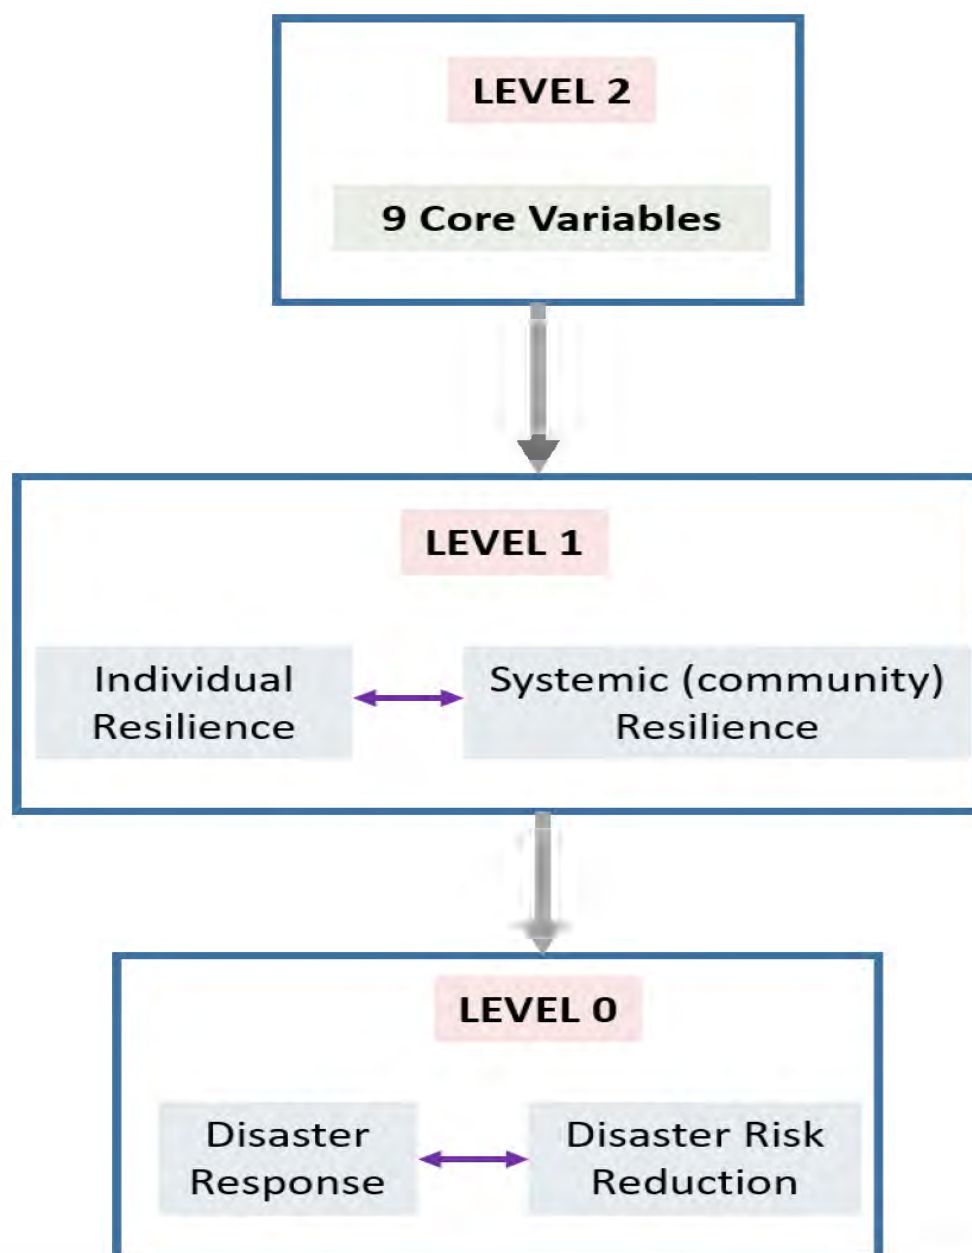 LEVEL 2
9 Core Variables
LEVEL 1
Individual
Resilience
Systemic (community)
Resilience
LEVEL 0
Disaster
Response
Disaster Risk
Reduction